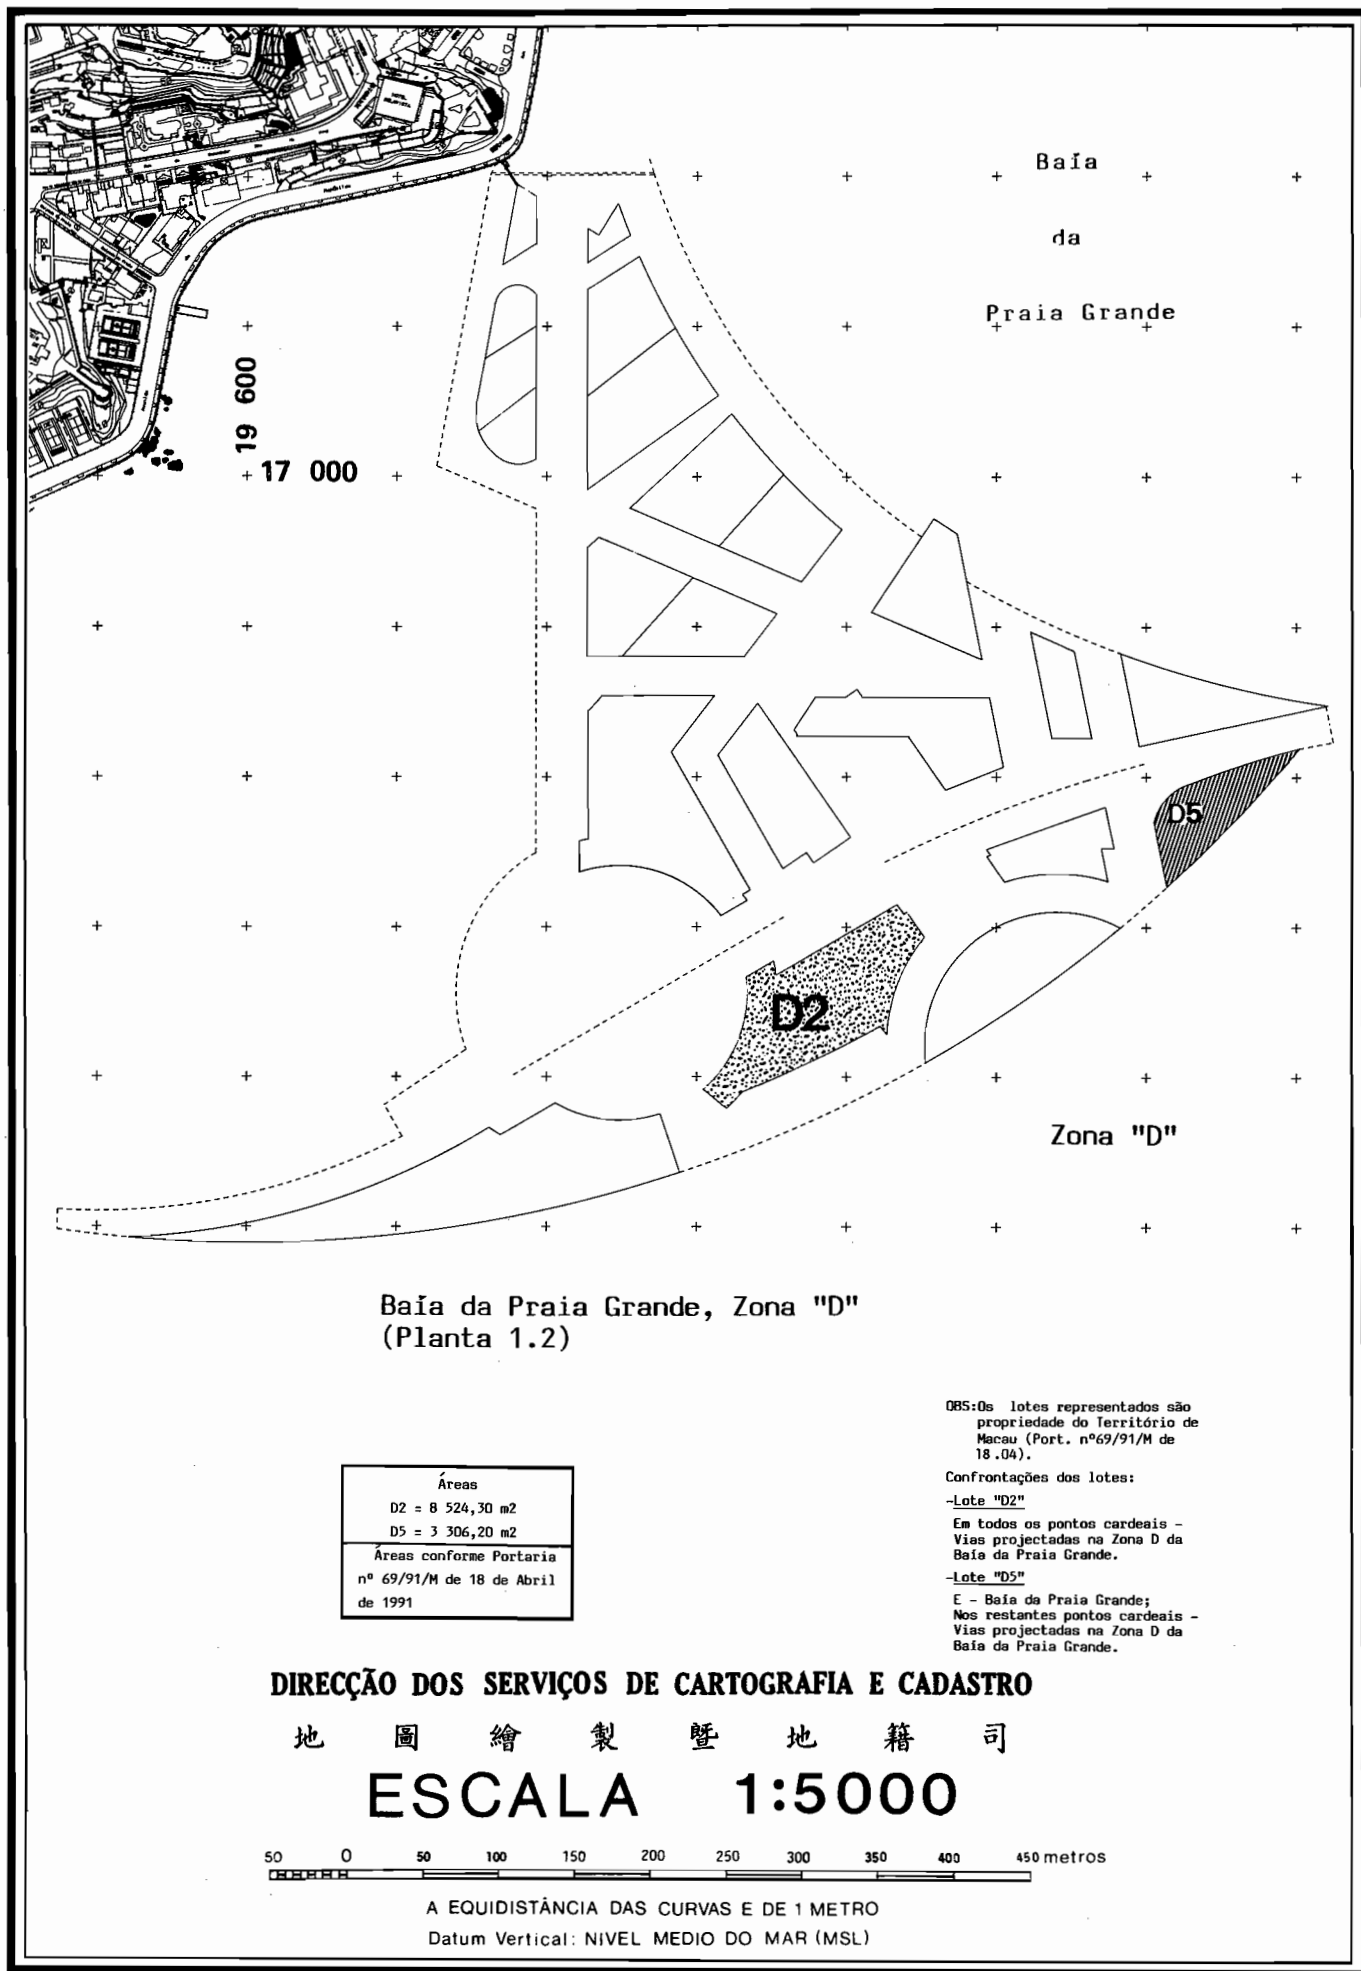 HOTEL
BELAVISTA
Baía
da
Praia Grande
19 600
17 000
D5
D2
Zona "D"
Baía da Praia Grande, Zona "D"
(Planta 1.2)
OBS:Os lotes representados são
propriedade do Território de
Macau (Port. nº69/91/M de
18.04).
Confrontações dos lotes:
-Lote "D2"
Em todos os pontos cardeais -
Vias projectadas na Zona D da
Baía da Praia Grande.
-Lote "D5"
E - Baía da Praia Grande;
Nos restantes pontos cardeais -
Vias projectadas na Zona D da
Baía da Praia Grande.
Áreas
D2 = 8 524,30 m2
D5 = 3 306,20 m2
Áreas conforme Portaria
nº 69/91/M de 18 de Abril
de 1991
DIRECÇÃO DOS SERVIÇOS DE CARTOGRAFIA E CADASTRO
地 圖 繪 製 暨 地 籍 司
ESCALA 1:5000
50 0 50 100 150 200 250 300 350 400 450 metros
A EQUIDISTÂNCIA DAS CURVAS E DE 1 METRO
Datum Vertical: NIVEL MEDIO DO MAR (MSL)